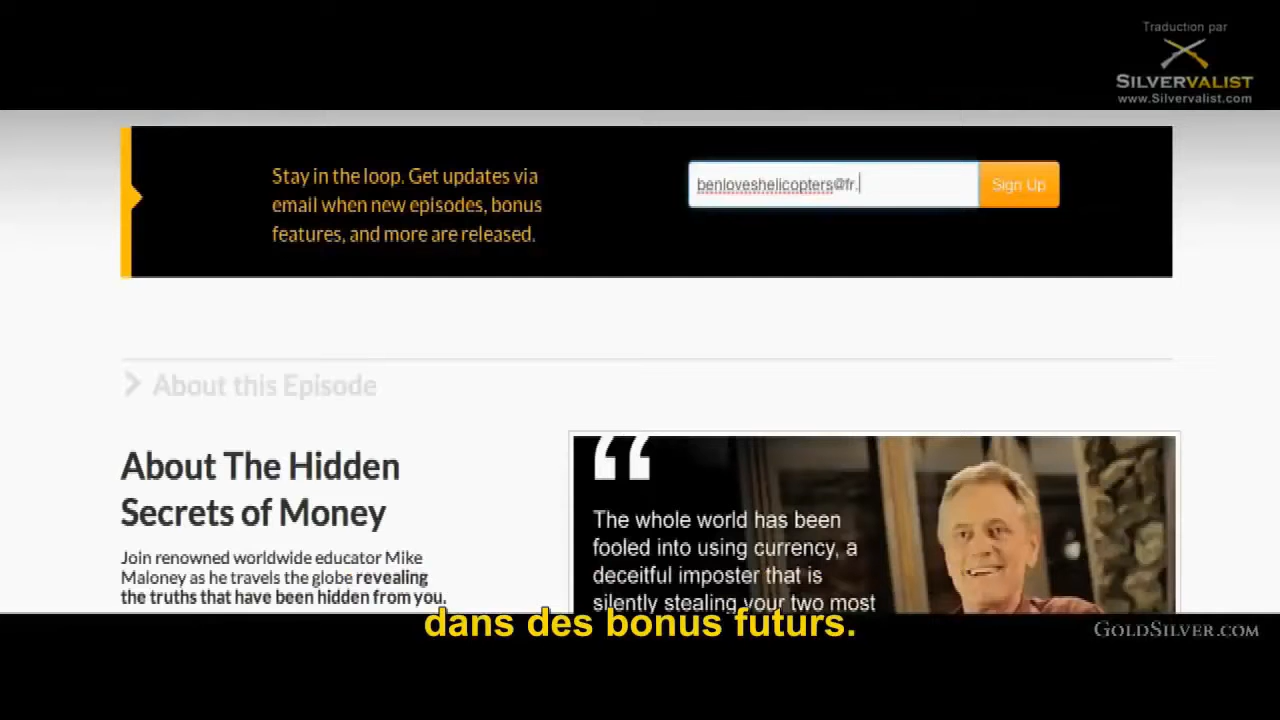 Traduction par
SILVERVALIST
www.Silvervalist.com
Stay in the loop. Get updates via
email when new episodes, bonus
features, and more are released.
benloveshelicopters@fr.
Sign Up
About this Episode
About The Hidden
Secrets of Money
Join renowned worldwide educator Mike
Maloney as he travels the globe revealing
the truths that have been hidden from you.
“
The whole world has been
fooled into using currency, a
deceitful imposter that is
silently stealing your two most
dans des bonus futurs.
GOLDSILVER.COM